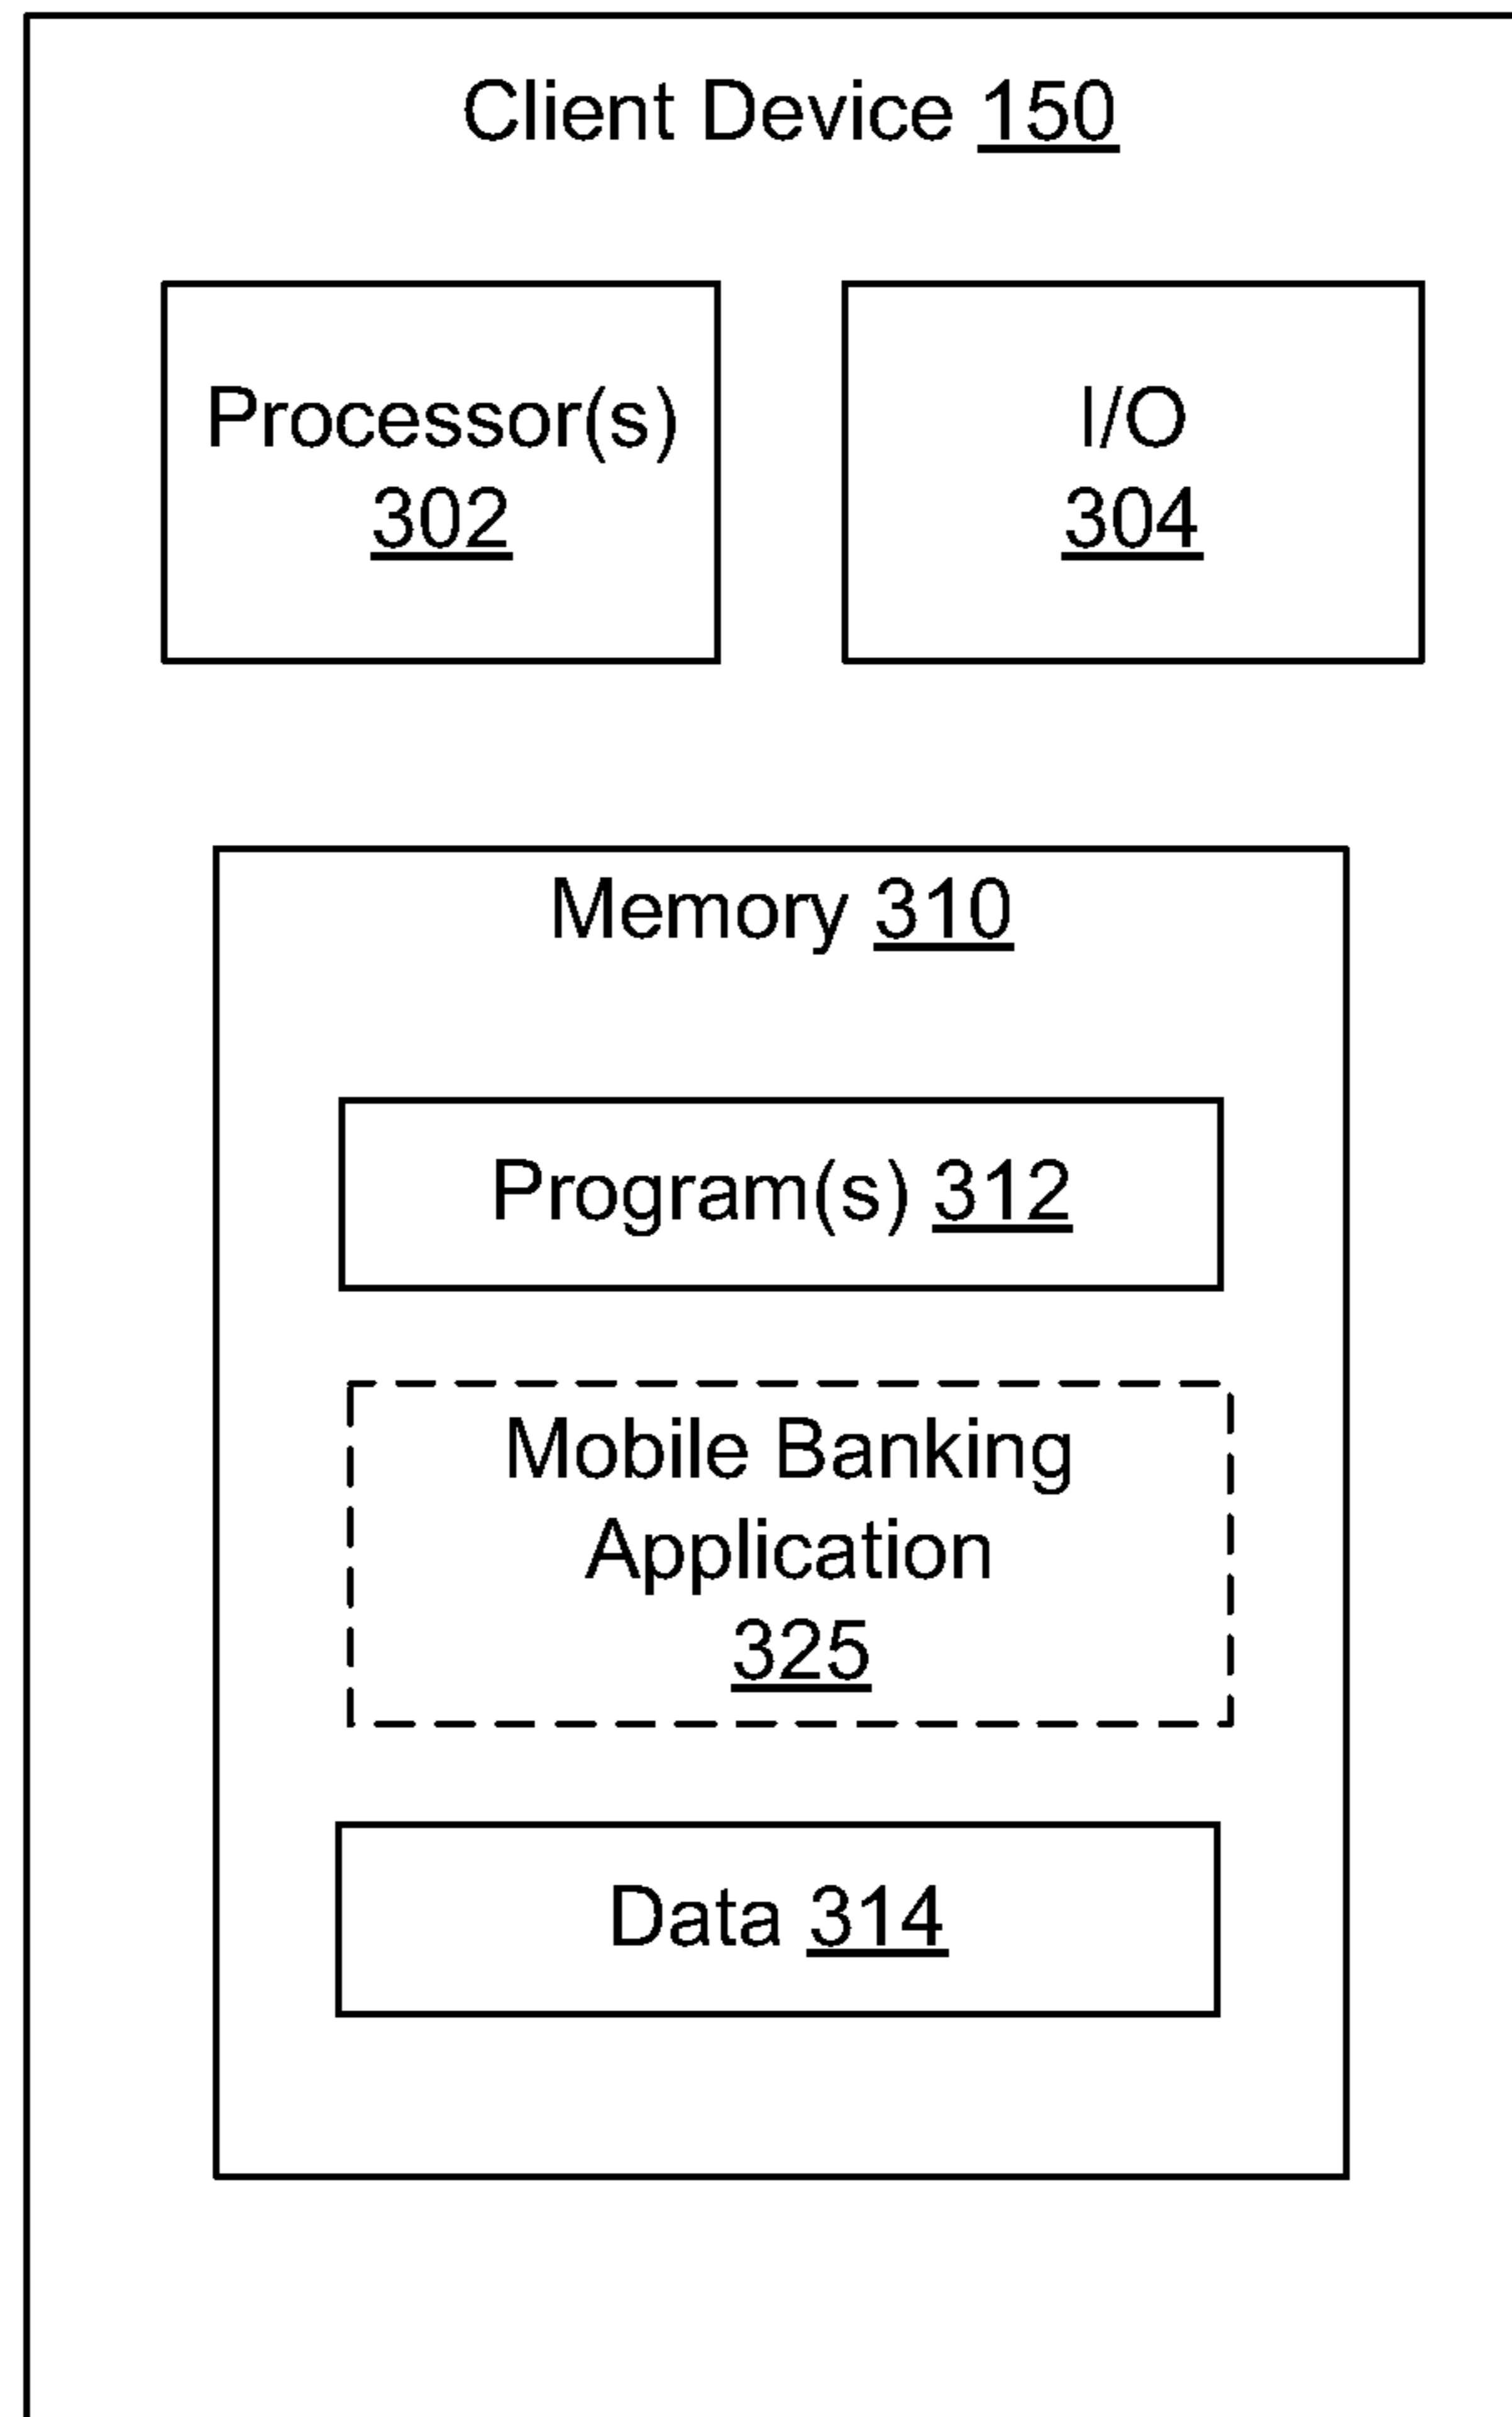 Client Device 150
Processor(s)
302
I/O
304
Memory 310
Program(s) 312
Mobile Banking
Application
325
Data 314